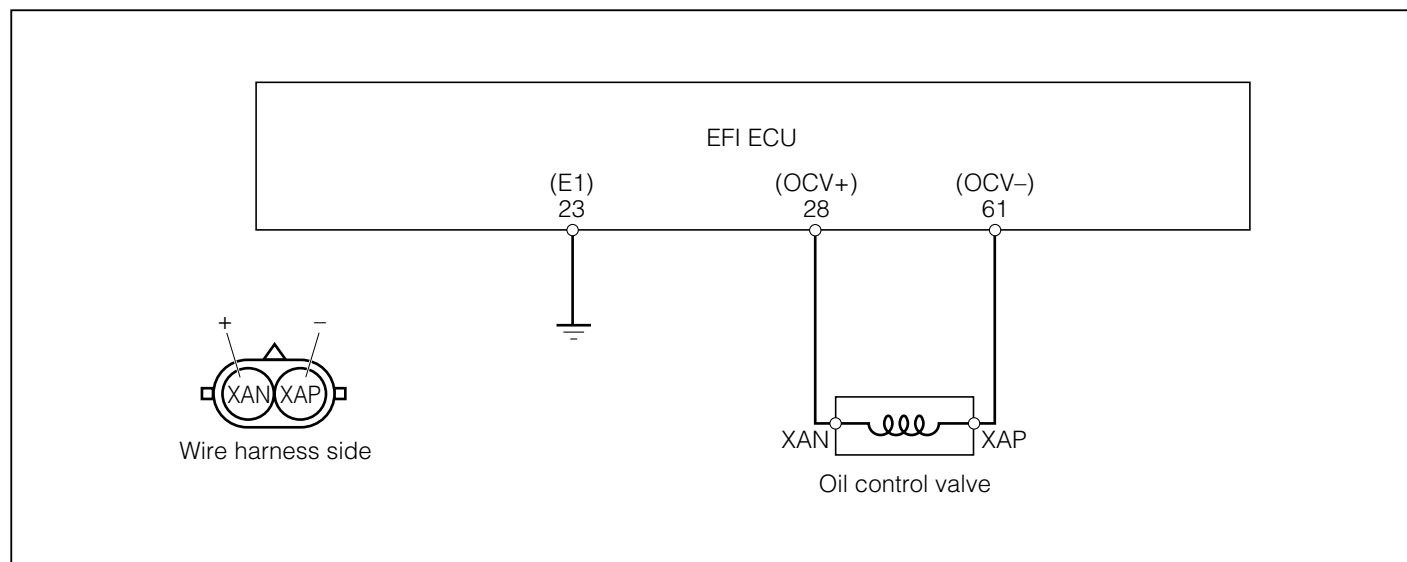 EFI ECU
(E1) (OCV+) (OCV–)
23 28 61
+ –
XAN XAP
Wire harness side
XAN XAP
Oil control valve